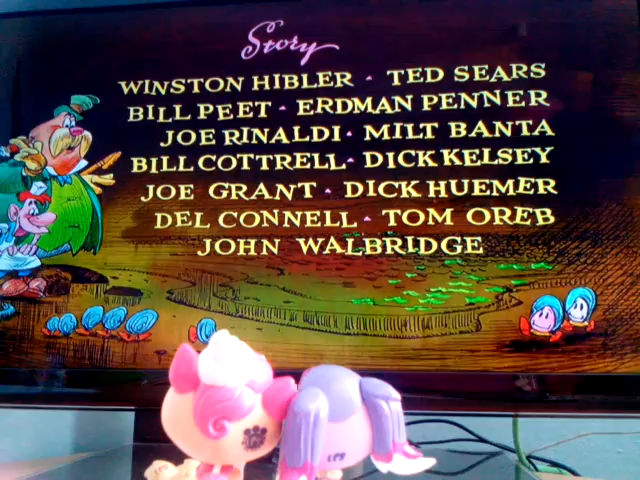 Story
WINSTON HIBLER · TED SEARS
BILL PEET · ERDMAN PENNER
JOE RINALDI · MILT BANTA
BILL COTTRELL · DICK KELSEY
JOE GRANT · DICK HUEMER
DEL CONNELL · TOM OREB
JOHN WALBRIDGE